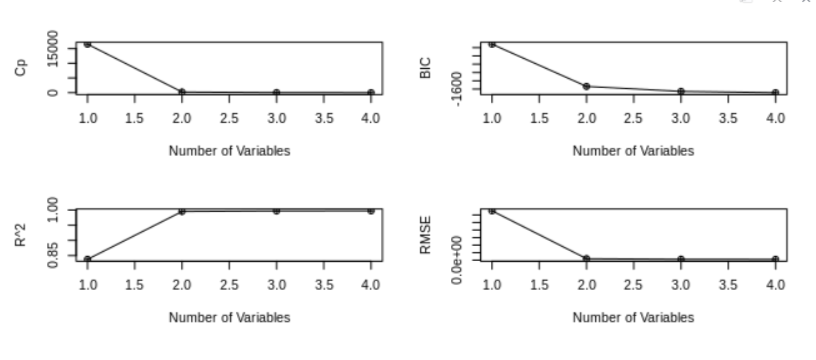 Cp
15000
0
1.0 1.5 2.0 2.5 3.0 3.5 4.0
Number of Variables
BIC
-1600
1.0 1.5 2.0 2.5 3.0 3.5 4.0
Number of Variables
R^2
1.00
0.85
1.0 1.5 2.0 2.5 3.0 3.5 4.0
Number of Variables
RMSE
0.0e+00
1.0 1.5 2.0 2.5 3.0 3.5 4.0
Number of Variables